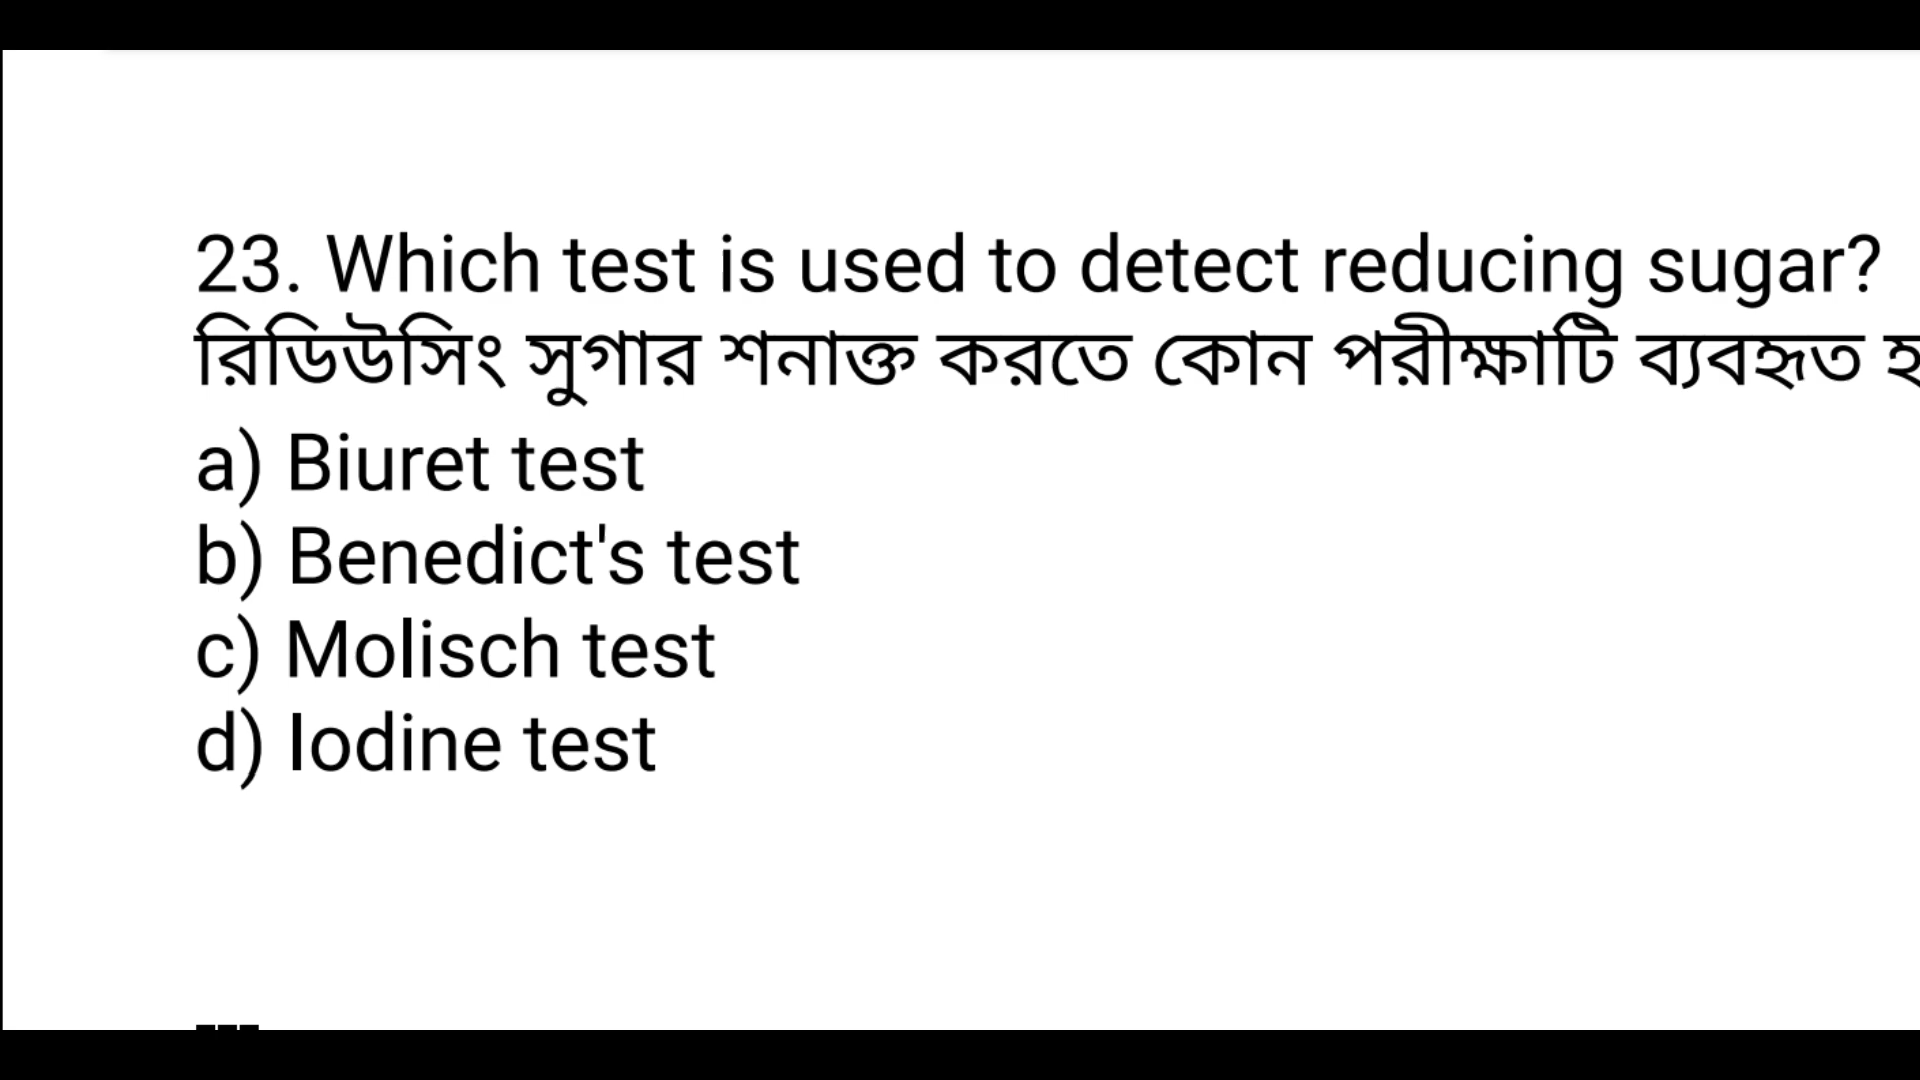 23. Which test is used to detect reducing sugar?
রিডিউসিং সুগার শনাক্ত করতে কোন পরীক্ষাটি ব্যবহৃত
a) Biuret test
b) Benedict's test
c) Molisch test
d) Iodine test